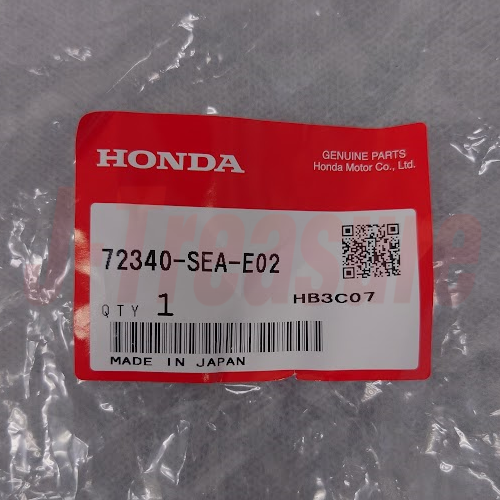 HONDA
GENUINE PARTS
Honda Motor Co., Ltd.
72340-SEA-E02
QTY 1
HB3C07
MADE IN JAPAN